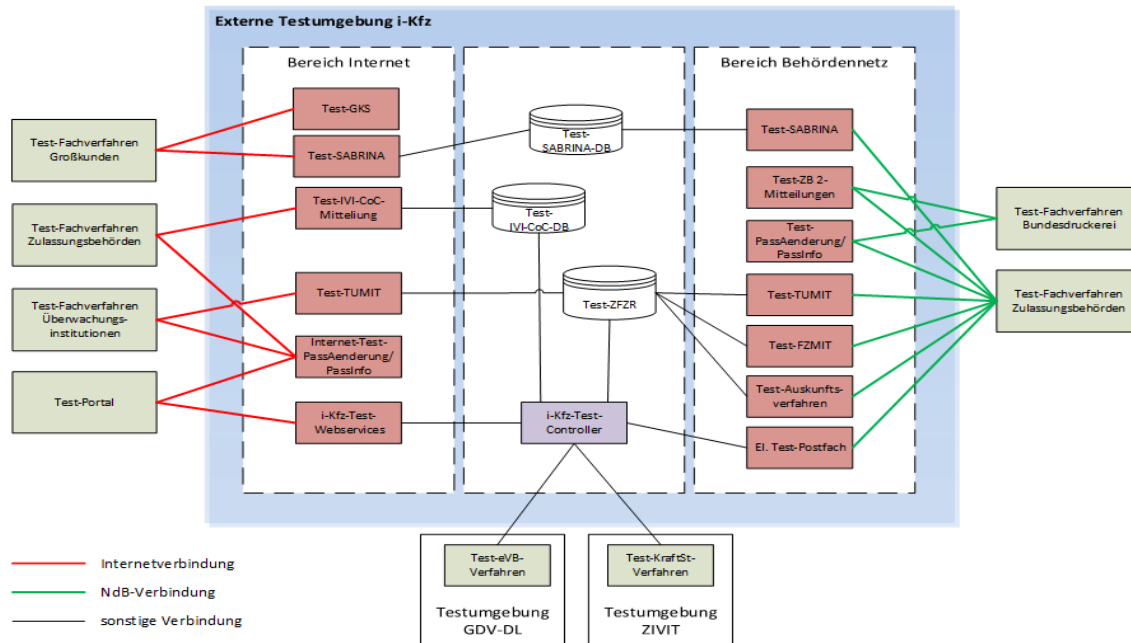 Externe Testumgebung i-Kfz
Bereich Internet
Bereich Behördennetz
Test-Fachverfahren
Großkunden
Test-Fachverfahren
Zulassungsbehörden
Test-Fachverfahren
Überwachungs-
institutionen
Test-Portal
Test-GKS
Test-SABRINA
Test-IVI-CoC-
Mitteliung
Test-TUMIT
Internet-Test-
PassAenderung/
PassInfo
i-Kfz-Test-
Webservices
Test-
SABRINA-DB
Test-
IVI-CoC-DB
Test-ZFZR
i-Kfz-Test-
Controller
Test-SABRINA
Test-ZB 2-
Mitteilungen
Test-
PassAenderung/
PassInfo
Test-TUMIT
Test-FZMIT
Test-Auskunfts-
verfahren
El. Test-Postfach
Test-Fachverfahren
Bundesdruckerei
Test-Fachverfahren
Zulassungsbehörden
Test-eVB-
Verfahren
Testumgebung
GDV-DL
Test-KraftSt-
Verfahren
Testumgebung
ZIVIT
Internetverbindung
NdB-Verbindung
sonstige Verbindung